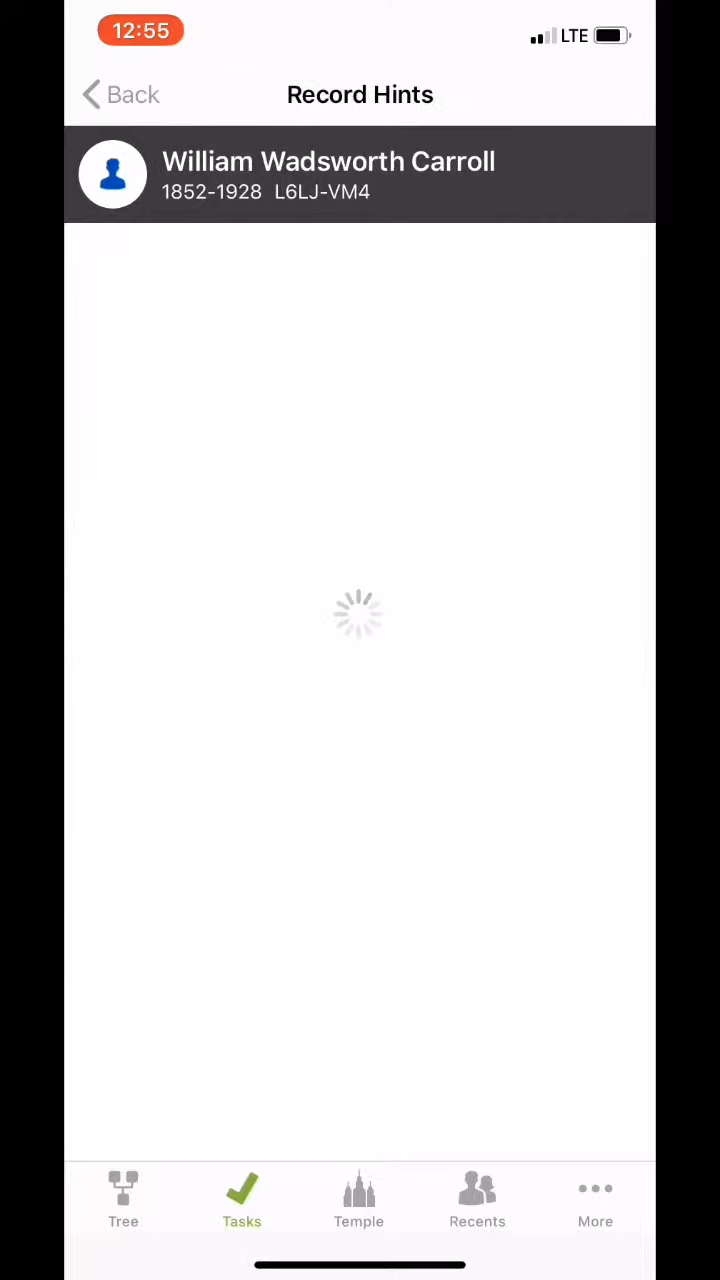 12:55
LTE
Back
Record Hints
William Wadsworth Carroll
1852-1928 L6LJ-VM4
Tree
Tasks
Temple
Recents
More